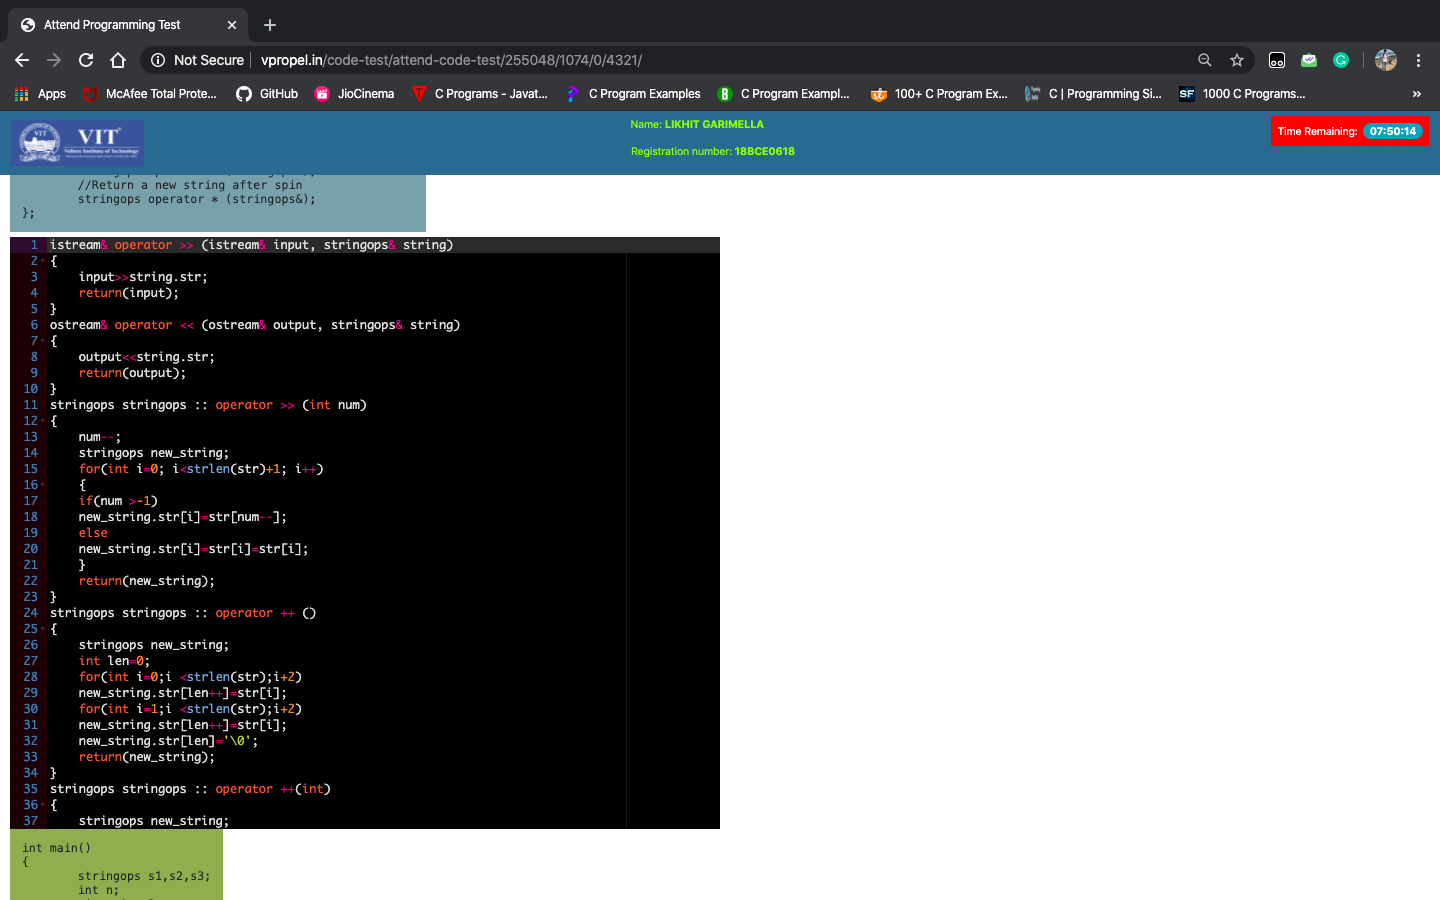 Attend Programming Test
Not Secure | vpropel.in/code-test/attend-code-test/255048/1074/0/4321/
Apps McAfee Total Prote... GitHub JioCinema C Programs - Javat... C Program Examples C Program Exampl... 100+ C Program Ex... C | Programming Si... SF 1000 C Programs... »
VIT
VIT
Vellore Institute of Technology
Name: LIKHIT GARIMELLA
Registration number: 18BCE0618
Time Remaining: 07:50:14
//Return a new string after spin
stringops operator * (stringops&);
};
1 istream& operator >> (istream& input, stringops& string)
2 {
3 input>>string.str;
4 return(input);
5 }
6 ostream& operator << (ostream& output, stringops& string)
7 {
8 output<<string.str;
9 return(output);
10 }
11 stringops stringops :: operator >> (int num)
12 {
13 num--;
14 stringops new_string;
15 for(int i=0; i<strlen(str)+1; i++)
16 {
17 if(num >-1)
18 new_string.str[i]=str[num--];
19 else
20 new_string.str[i]=str[i]=str[i];
21 }
22 return(new_string);
23 }
24 stringops stringops :: operator ++ ()
25 {
26 stringops new_string;
27 int len=0;
28 for(int i=0;i <strlen(str);i+2)
29 new_string.str[len++]=str[i];
30 for(int i=1;i <strlen(str);i+2)
31 new_string.str[len++]=str[i];
32 new_string.str[len]='\0';
33 return(new_string);
34 }
35 stringops stringops :: operator ++(int)
36 {
37 stringops new_string;
int main()
{
stringops s1,s2,s3;
int n;